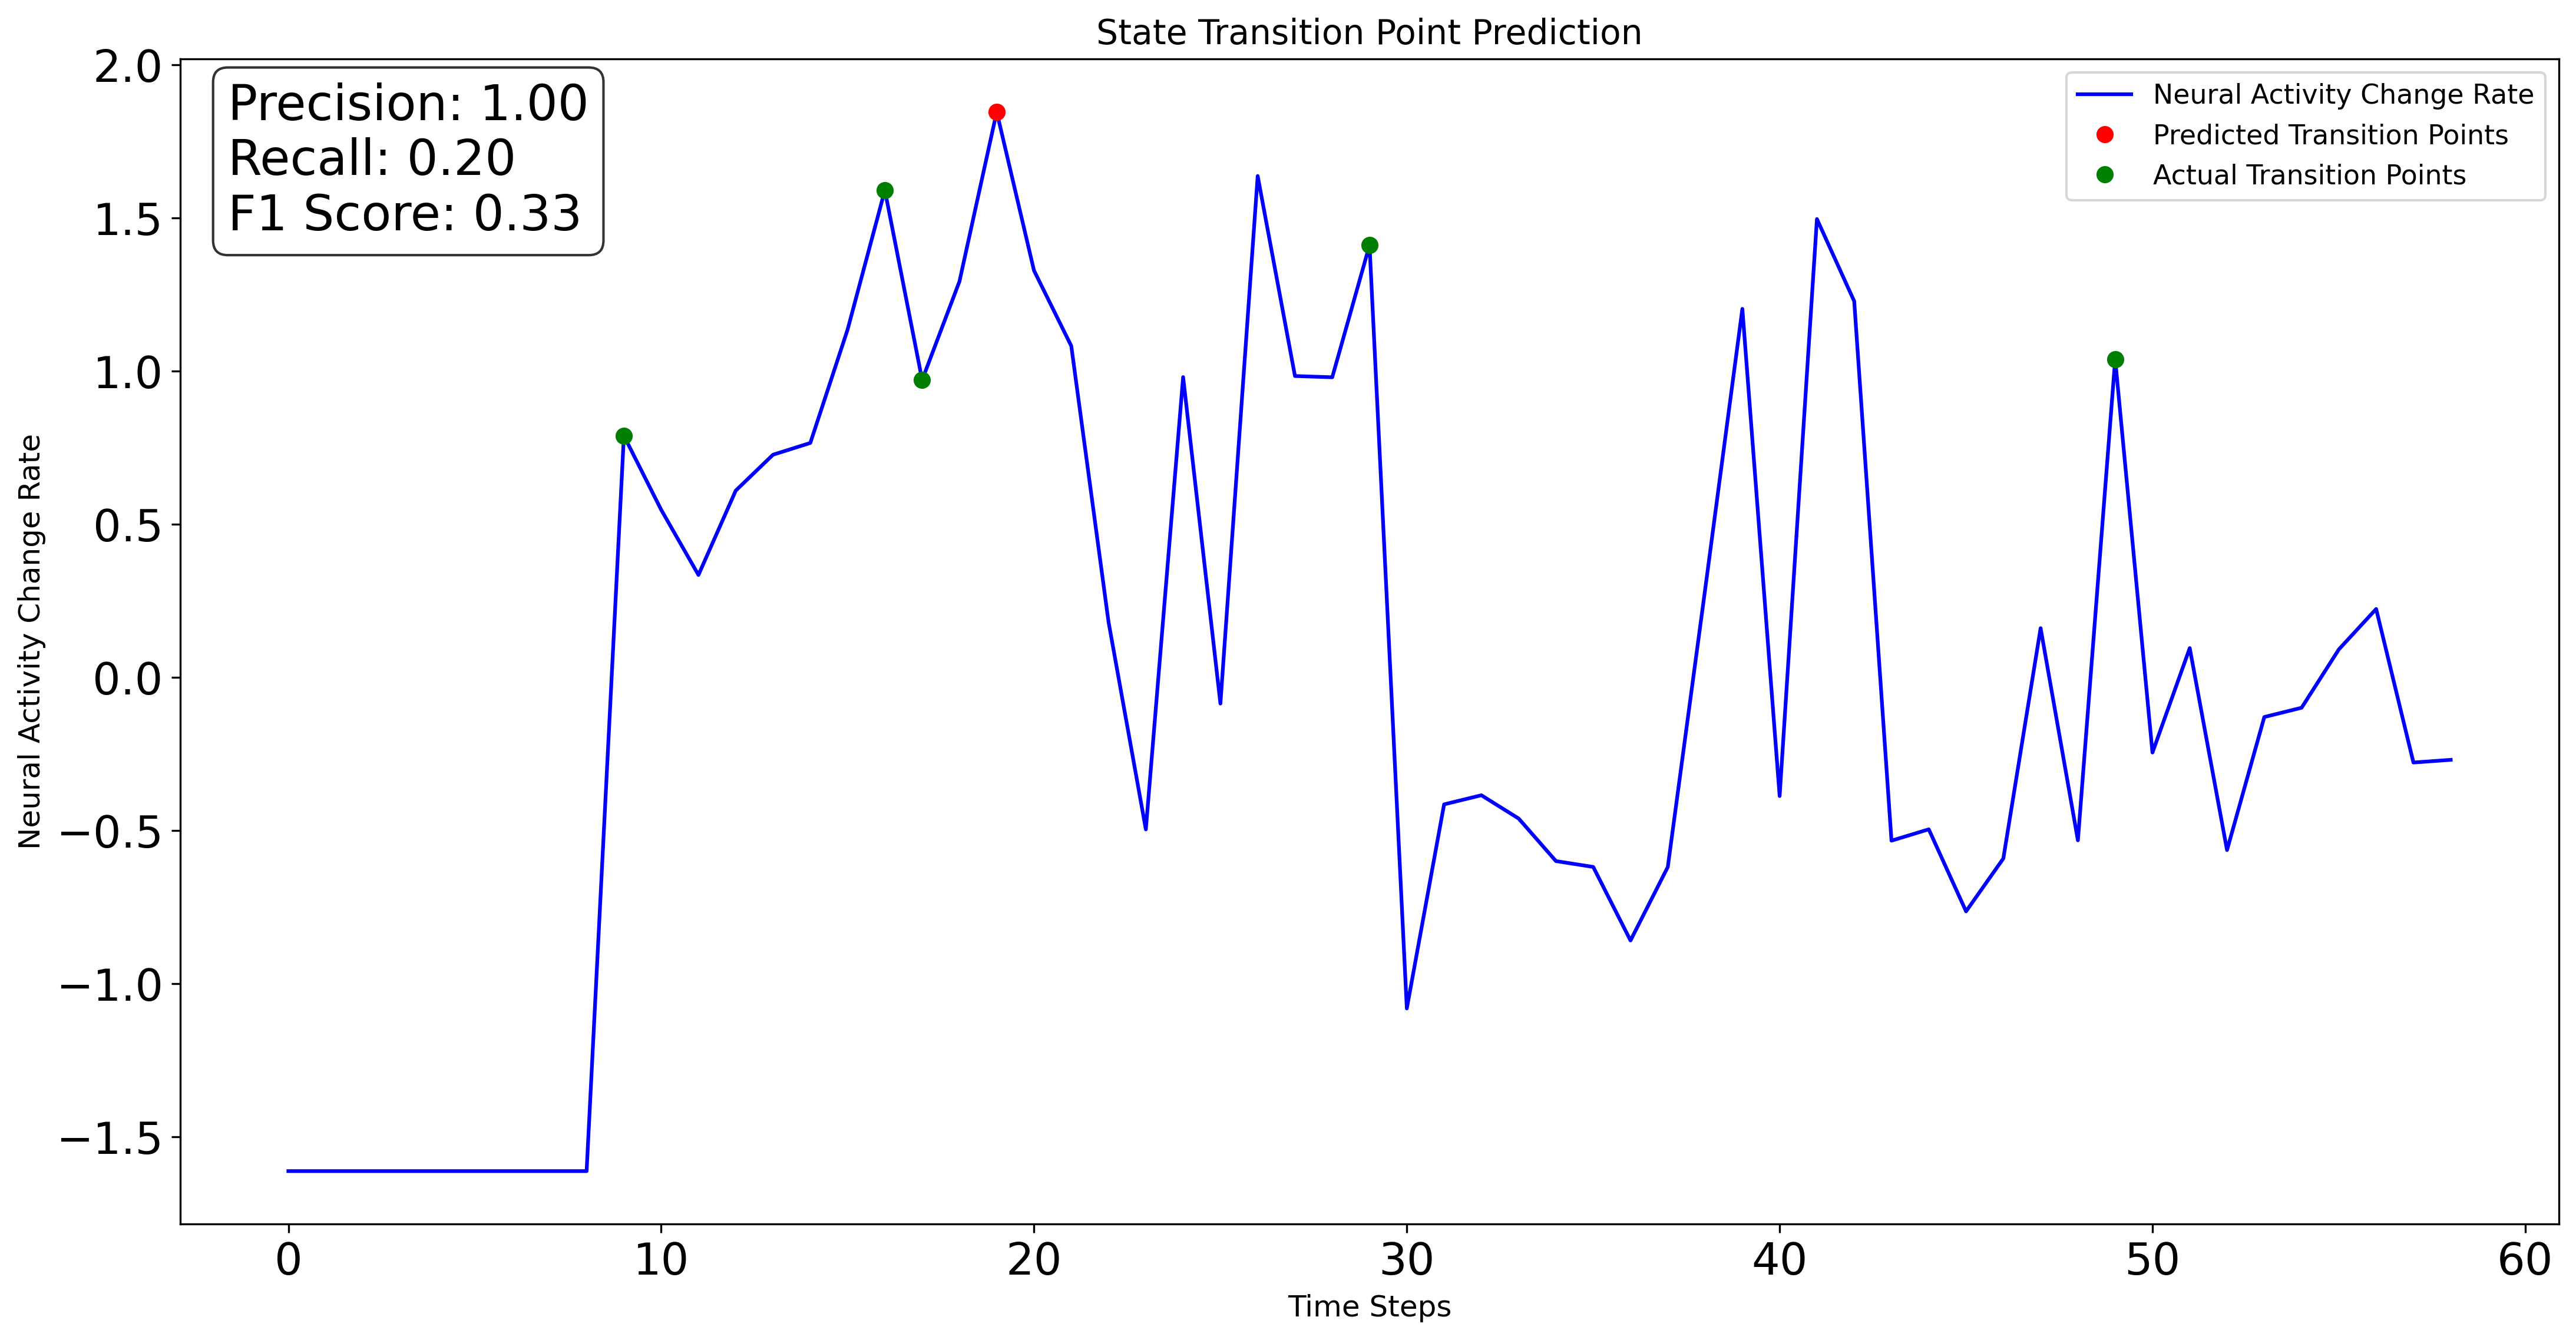 State Transition Point Prediction
Precision: 1.00
Recall: 0.20
F1 Score: 0.33
Neural Activity Change Rate
Predicted Transition Points
Actual Transition Points
Neural Activity Change Rate
2.0
1.5
1.0
0.5
0.0
−0.5
−1.0
−1.5
0 10 20 30 40 50 60
Time Steps